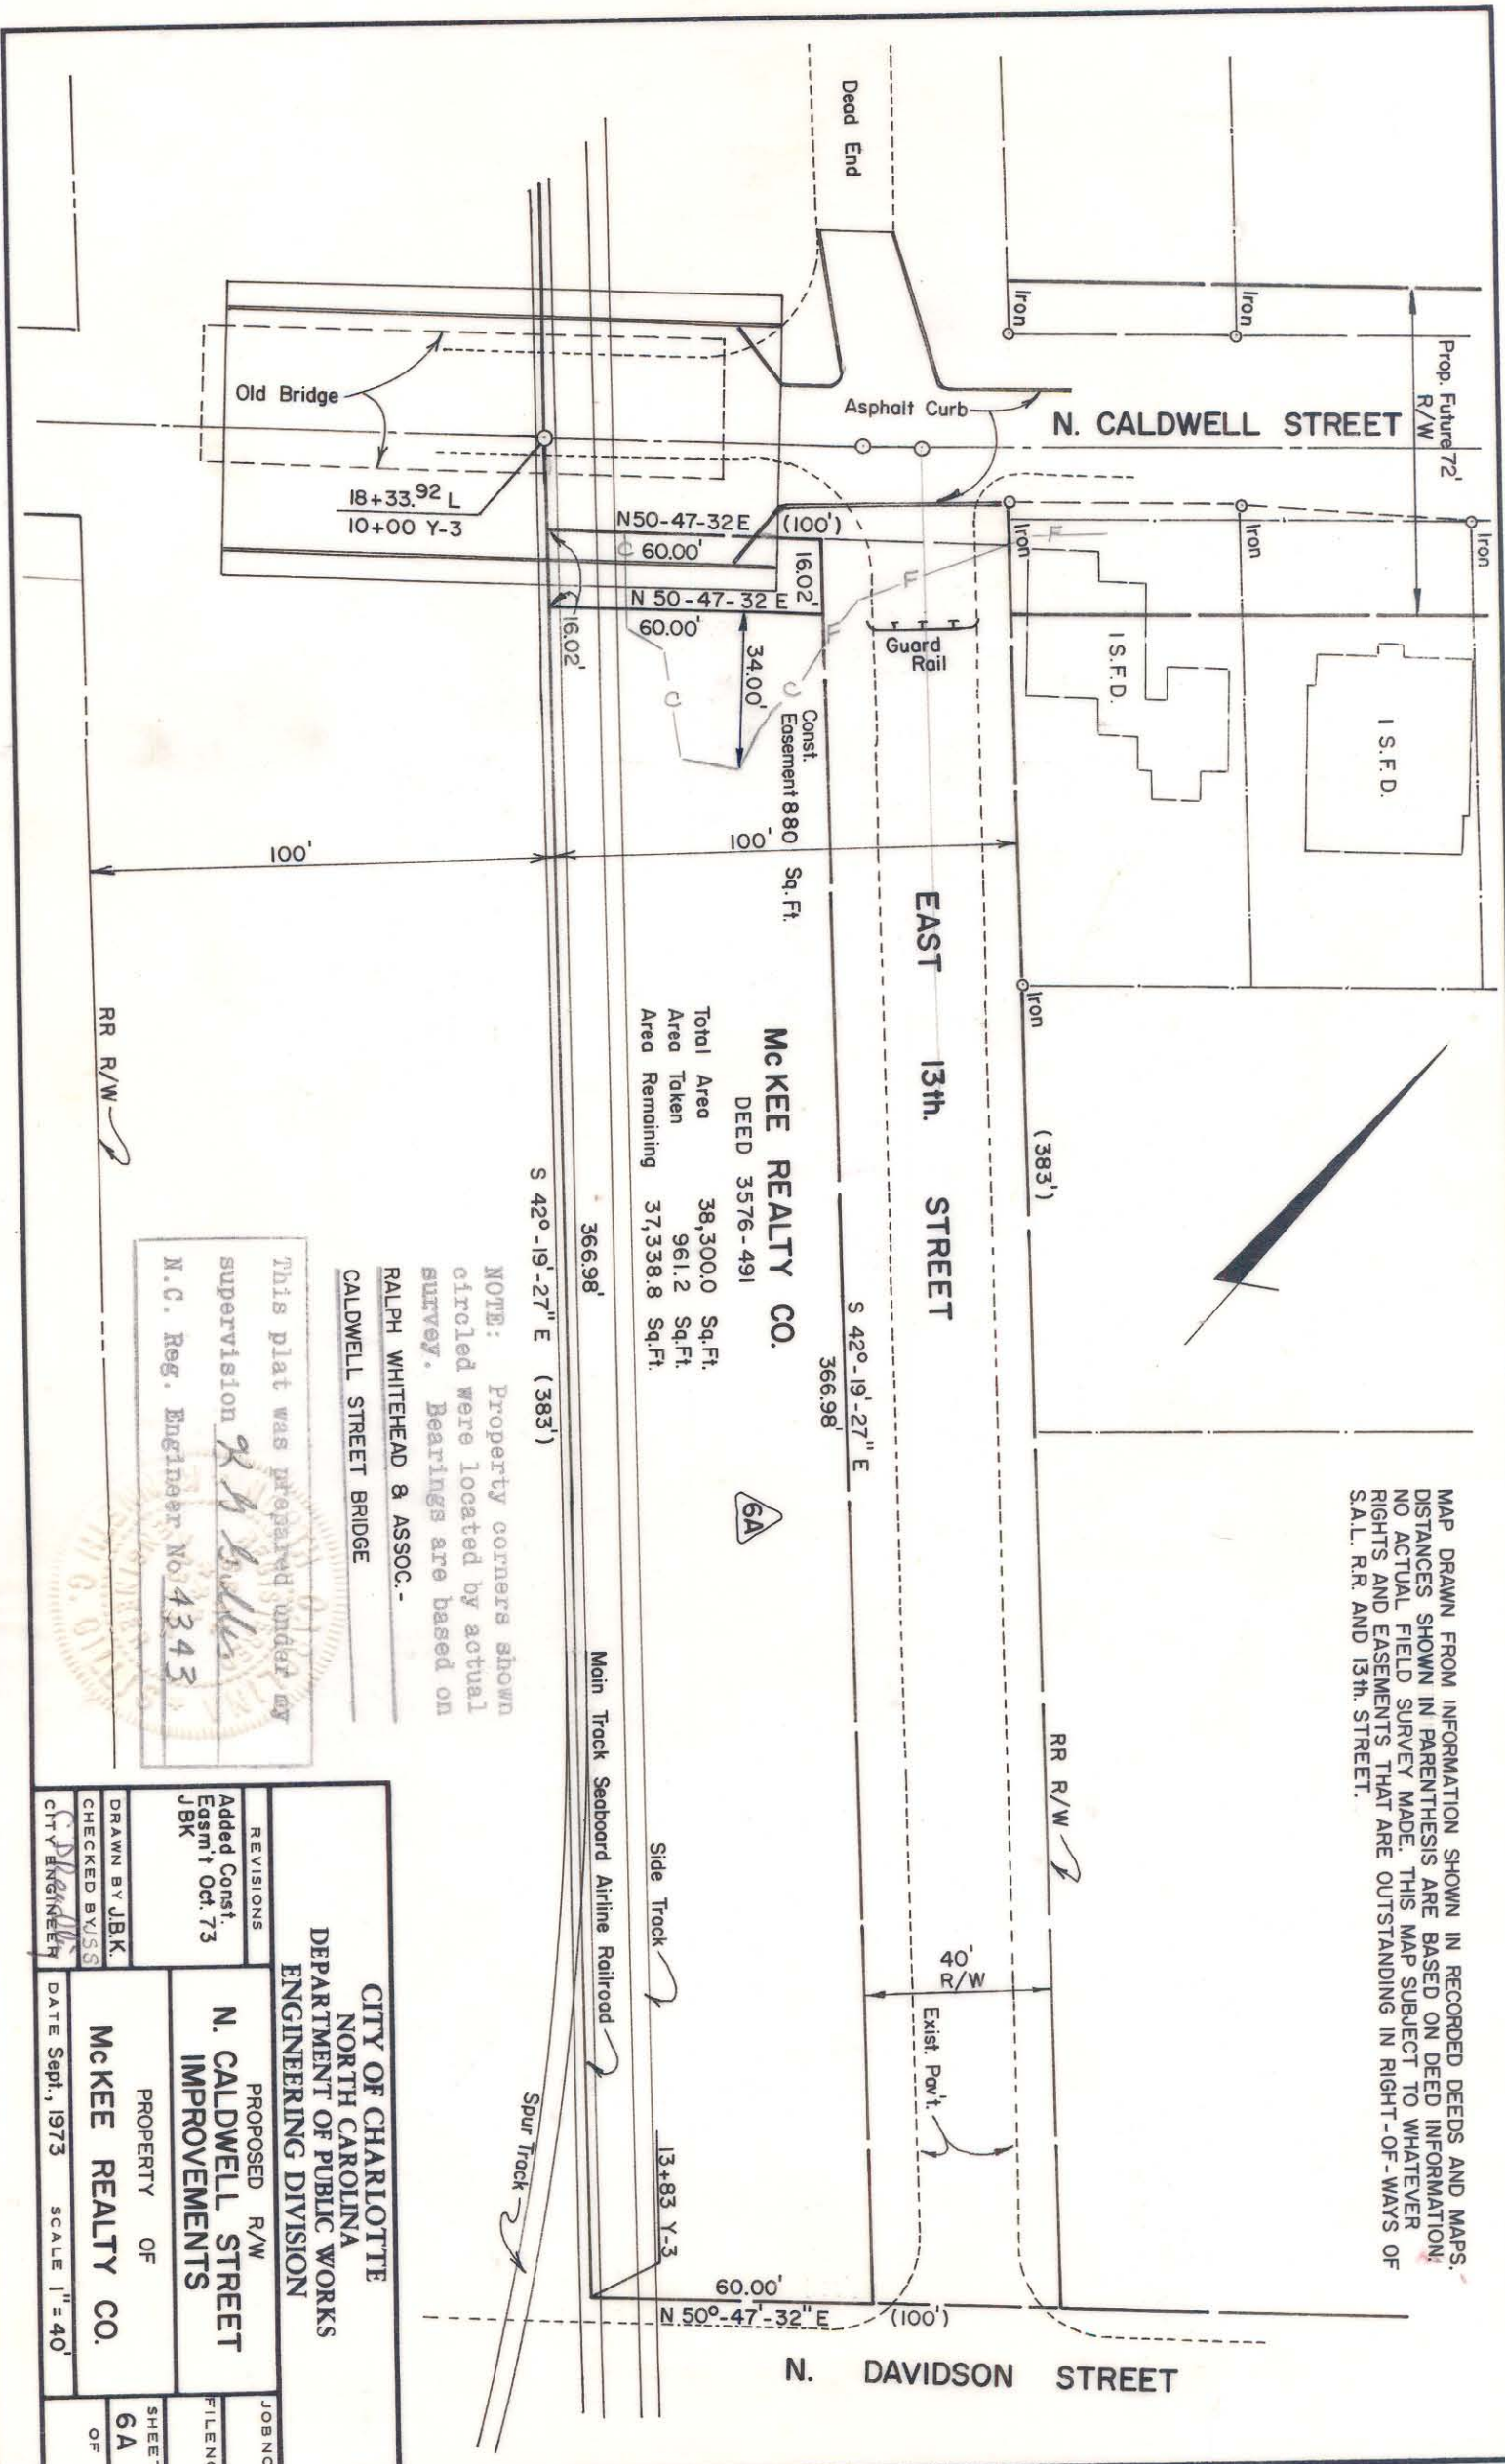 MAP DRAWN FROM INFORMATION SHOWN IN RECORDED DEEDS AND MAPS.
DISTANCES SHOWN IN PARENTHESIS ARE BASED ON DEED INFORMATION.
NO ACTUAL FIELD SURVEY MADE. THIS MAP SUBJECT TO WHATEVER
RIGHTS AND EASEMENTS THAT ARE OUTSTANDING IN RIGHT-OF-WAYS OF
S.A.L. R.R. AND 13th. STREET.
Prop. Future 72'
R/W
N. CALDWELL STREET
Iron
Iron
Iron
Iron
Iron
Iron
Dead End
Asphalt Curb
Old Bridge
18+33.92 L
10+00 Y-3
N50-47-32E
(100')
60.00'
16.02'
N 50-47-32 E
60.00'
16.02'
34.00'
Guard
Rail
1 S.F.D.
1 S.F.D.
F
F
F
C
C
C
Const.
Easement 880 Sq. Ft.
100'
100'
EAST 13th. STREET
(383')
RR R/W
S 42°-19'-27" E
366.98'
McKEE REALTY CO.
DEED 3576-491
Total Area 38,300.0 Sq.Ft.
Area Taken 961.2 Sq.Ft.
Area Remaining 37,338.8 Sq.Ft.
6A
366.98'
S 42°-19'-27" E (383')
40'
R/W
Exist. Pav't.
Side Track
Main Track Seaboard Airline Railroad
Spur Track
13+83 Y-3
60.00'
N 50°-47'-32" E
(100')
N. DAVIDSON STREET
RR R/W
NOTE: Property corners shown
circled were located by actual
survey. Bearings are based on
RALPH WHITEHEAD & ASSOC.-
CALDWELL STREET BRIDGE
This plat was prepared under my
supervision
N.C. Reg. Engineer No 4343
CITY OF CHARLOTTE
NORTH CAROLINA
DEPARTMENT OF PUBLIC WORKS
ENGINEERING DIVISION
REVISIONS
Added Const.
Easm't Oct. 73
JBK
DRAWN BY J.B.K.
CHECKED BY JSS
CITY ENGINEER
PROPOSED R/W
N. CALDWELL STREET
IMPROVEMENTS
PROPERTY OF
McKEE REALTY CO.
DATE Sept., 1973 SCALE 1"=40'
JOB NO
FILE NO
SHEET
6A
OF